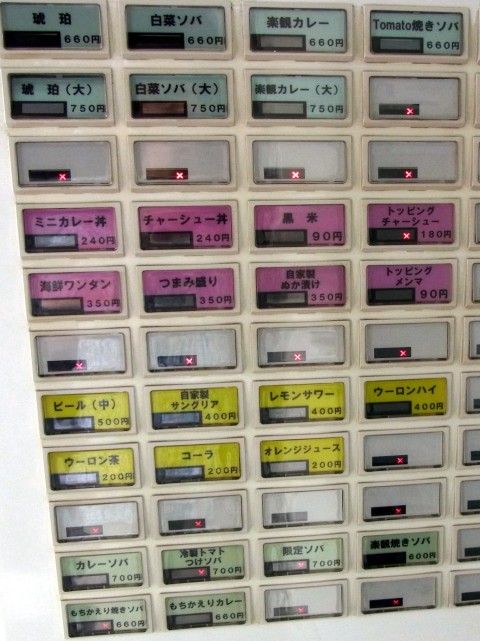 琥珀
660円
白菜ソバ
660円
楽観カレー
660円
Tomato焼きソバ
660円
琥珀（大）
750円
白菜ソバ（大）
750円
楽観カレー（大）
750円
ミニカレー丼
240円
チャーシュー丼
240円
黒米
90円
トッピング
チャーシュー
180円
海鮮ワンタン
350円
つまみ盛り
350円
自家製
ぬか漬け
350円
トッピング
メンマ
90円
ビール（中）
500円
自家製
サングリア
400円
レモンサワー
400円
ウーロンハイ
400円
ウーロン茶
200円
コーラ
200円
オレンジジュース
200円
カレーソバ
700円
冷製トマト
つけソバ
700円
限定ソバ
700円
楽観焼きソバ
600円
もちかえり焼きソバ
660円
もちかえりカレー
660円